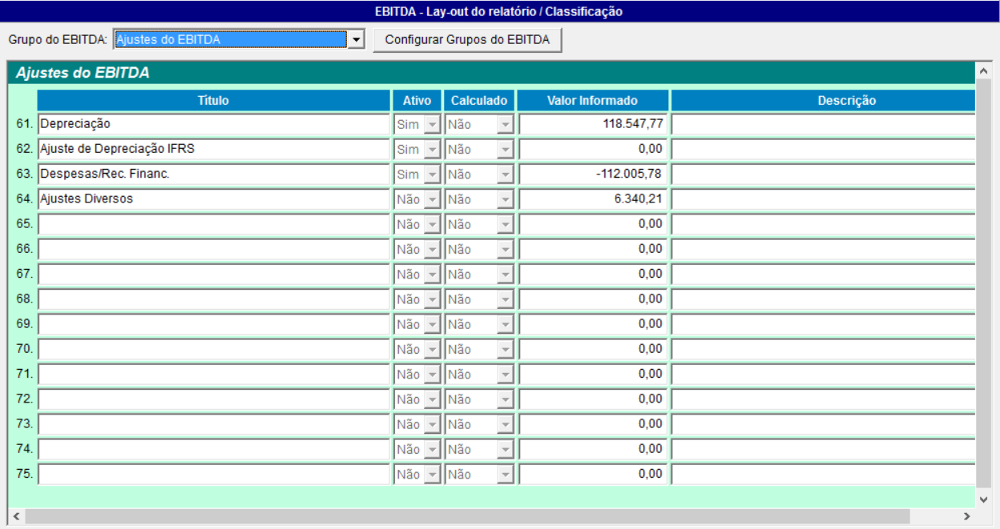 EBITDA - Lay-out do relatório / Classificação
Grupo do EBITDA: Ajustes do EBITDA Configurar Grupos do EBITDA
Ajustes do EBITDA
Título Ativo Calculado Valor Informado Descrição
61. Depreciação Sim Não 118.547,77
62. Ajuste de Depreciação IFRS Sim Não 0,00
63. Despesas/Rec. Financ. Sim Não -112.005,78
64. Ajustes Diversos Não Não 6.340,21
65. Não Não 0,00
66. Não Não 0,00
67. Não Não 0,00
68. Não Não 0,00
69. Não Não 0,00
70. Não Não 0,00
71. Não Não 0,00
72. Não Não 0,00
73. Não Não 0,00
74. Não Não 0,00
75. Não Não 0,00